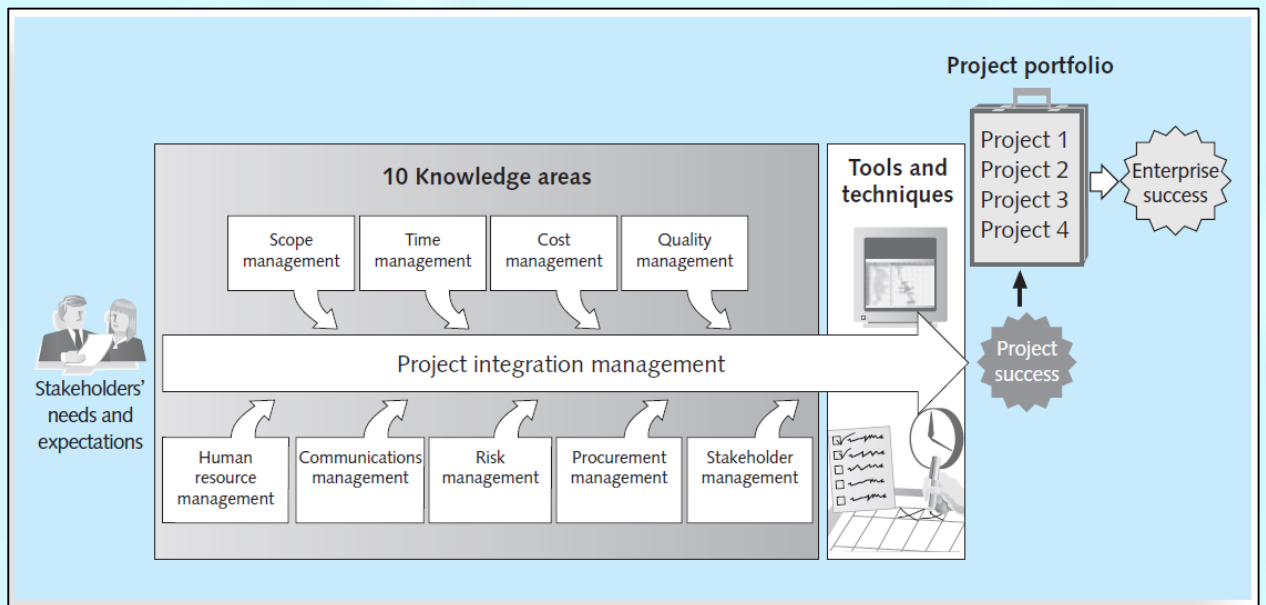 Project portfolio
Project 1
Project 2
Project 3
Project 4
Enterprise
success
10 Knowledge areas
Tools and
techniques
Scope
management
Time
management
Cost
management
Quality
management
Stakeholders'
needs and
expectations
Project integration management
Project
success
Human
resource
management
Communications
management
Risk
management
Procurement
management
Stakeholder
management